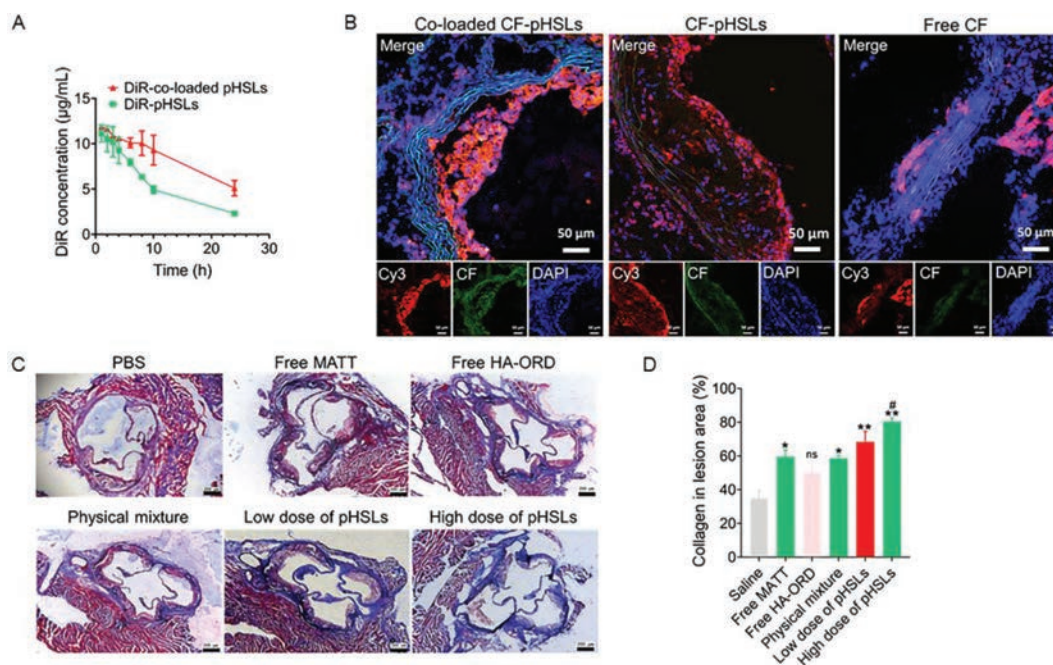 A
DiR concentration (μg/mL)
15
10
5
0
0
10
20
30
Time (h)
DiR-co-loaded pHSLs
DiR-pHSLs
B
Co-loaded CF-pHSLs
CF-pHSLs
Free CF
Merge
Merge
Merge
50 μm
50 μm
50 μm
Cy3
CF
DAPI
Cy3
CF
DAPI
Cy3
CF
DAPI
C
PBS
Free MATT
Free HA-ORD
Physical mixture
Low dose of pHSLs
High dose of pHSLs
D
Collagen in lesion area (%)
100
80
60
40
20
0
*
ns
*
**
#
**
Saline
Free MATT
Free HA-ORD
Physical mixture
Low dose of pHSLs
High dose of pHSLs